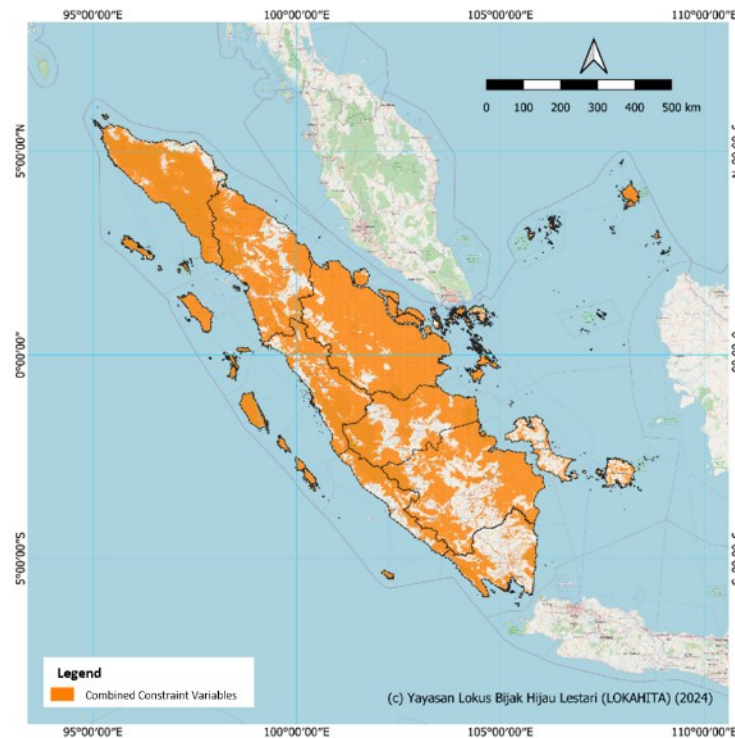 95°00'00"E 100°00'00"E 105°00'00"E 110°00'00"E
0 100 200 300 400 500 km
5°00'00"N
0°00'00"
5°00'00"S
Legend
Combined Constraint Variables
(c) Yayasan Lokus Bijak Hijau Lestari (LOKAHITA) (2024)
95°00'00"E 100°00'00"E 105°00'00"E 110°00'00"E